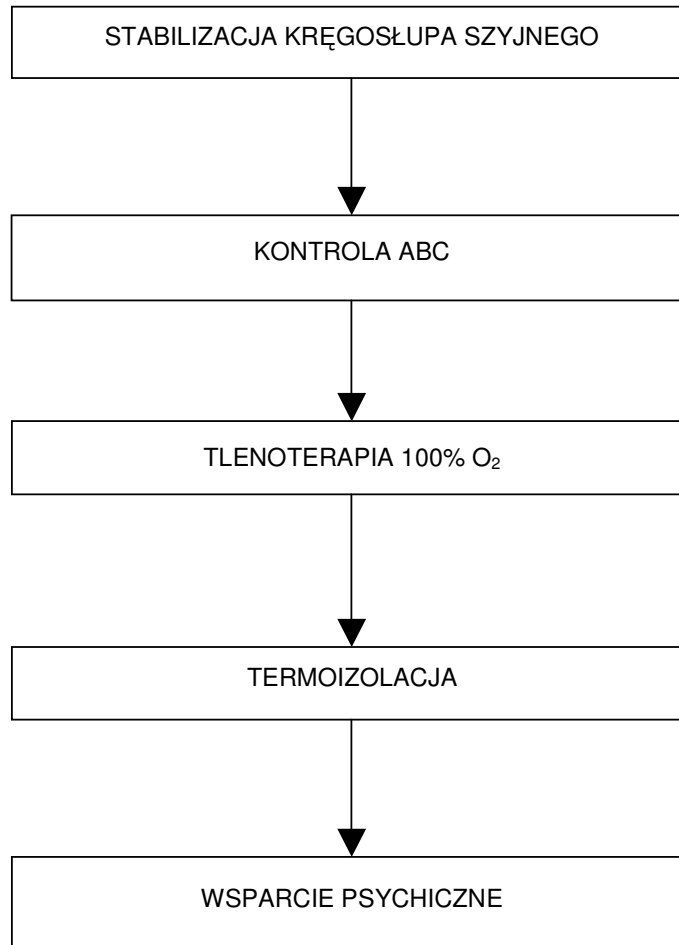 STABILIZACJA KRĘGOSŁUPA SZYJNEGO
KONTROLA ABC
TLENOTERAPIA 100% O₂
TERMOIZOLACJA
WSPARCIE PSYCHICZNE